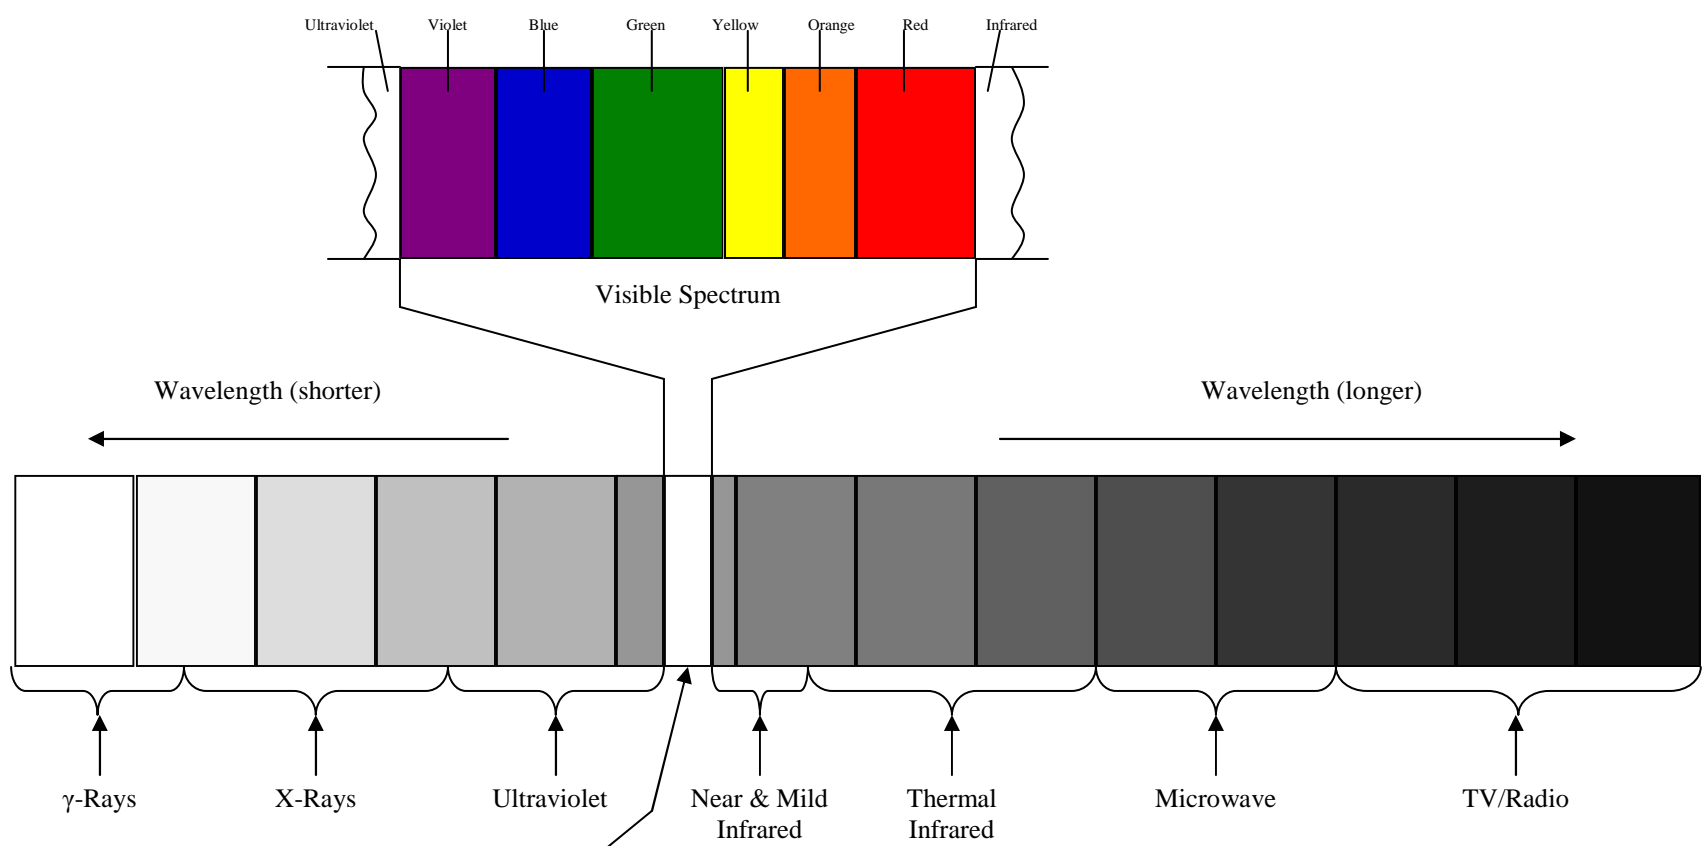 Ultraviolet Violet Blue Green Yellow Orange Red Infrared
Visible Spectrum
Wavelength (shorter) Wavelength (longer)
γ-Rays X-Rays Ultraviolet Near & Mild Thermal Microwave TV/Radio
Infrared Infrared